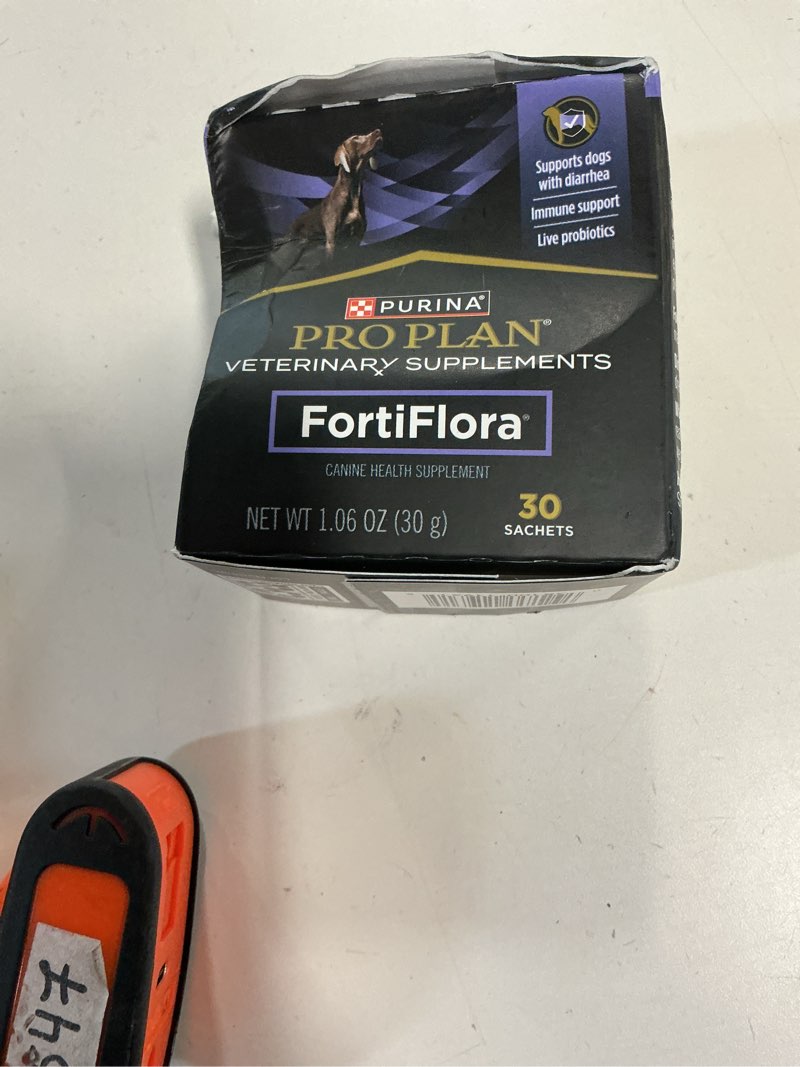 Supports dogs
with diarrhea
Immune support
Live probiotics
PURINA®
PRO PLAN®
VETERINARY SUPPLEMENTS
FortiFlora®
CANINE HEALTH SUPPLEMENT
NET WT 1.06 OZ (30 g)
30
SACHETS